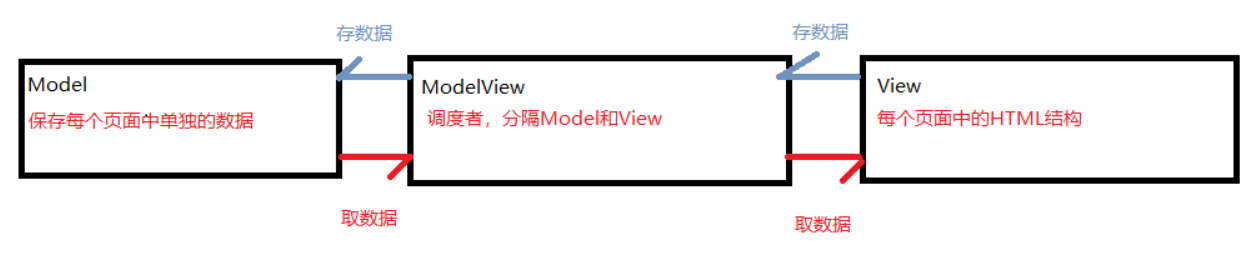 存数据
存数据
Model
保存每个页面中单独的数据
ModelView
调度者，分隔Model和View
View
每个页面中的HTML结构
取数据
取数据